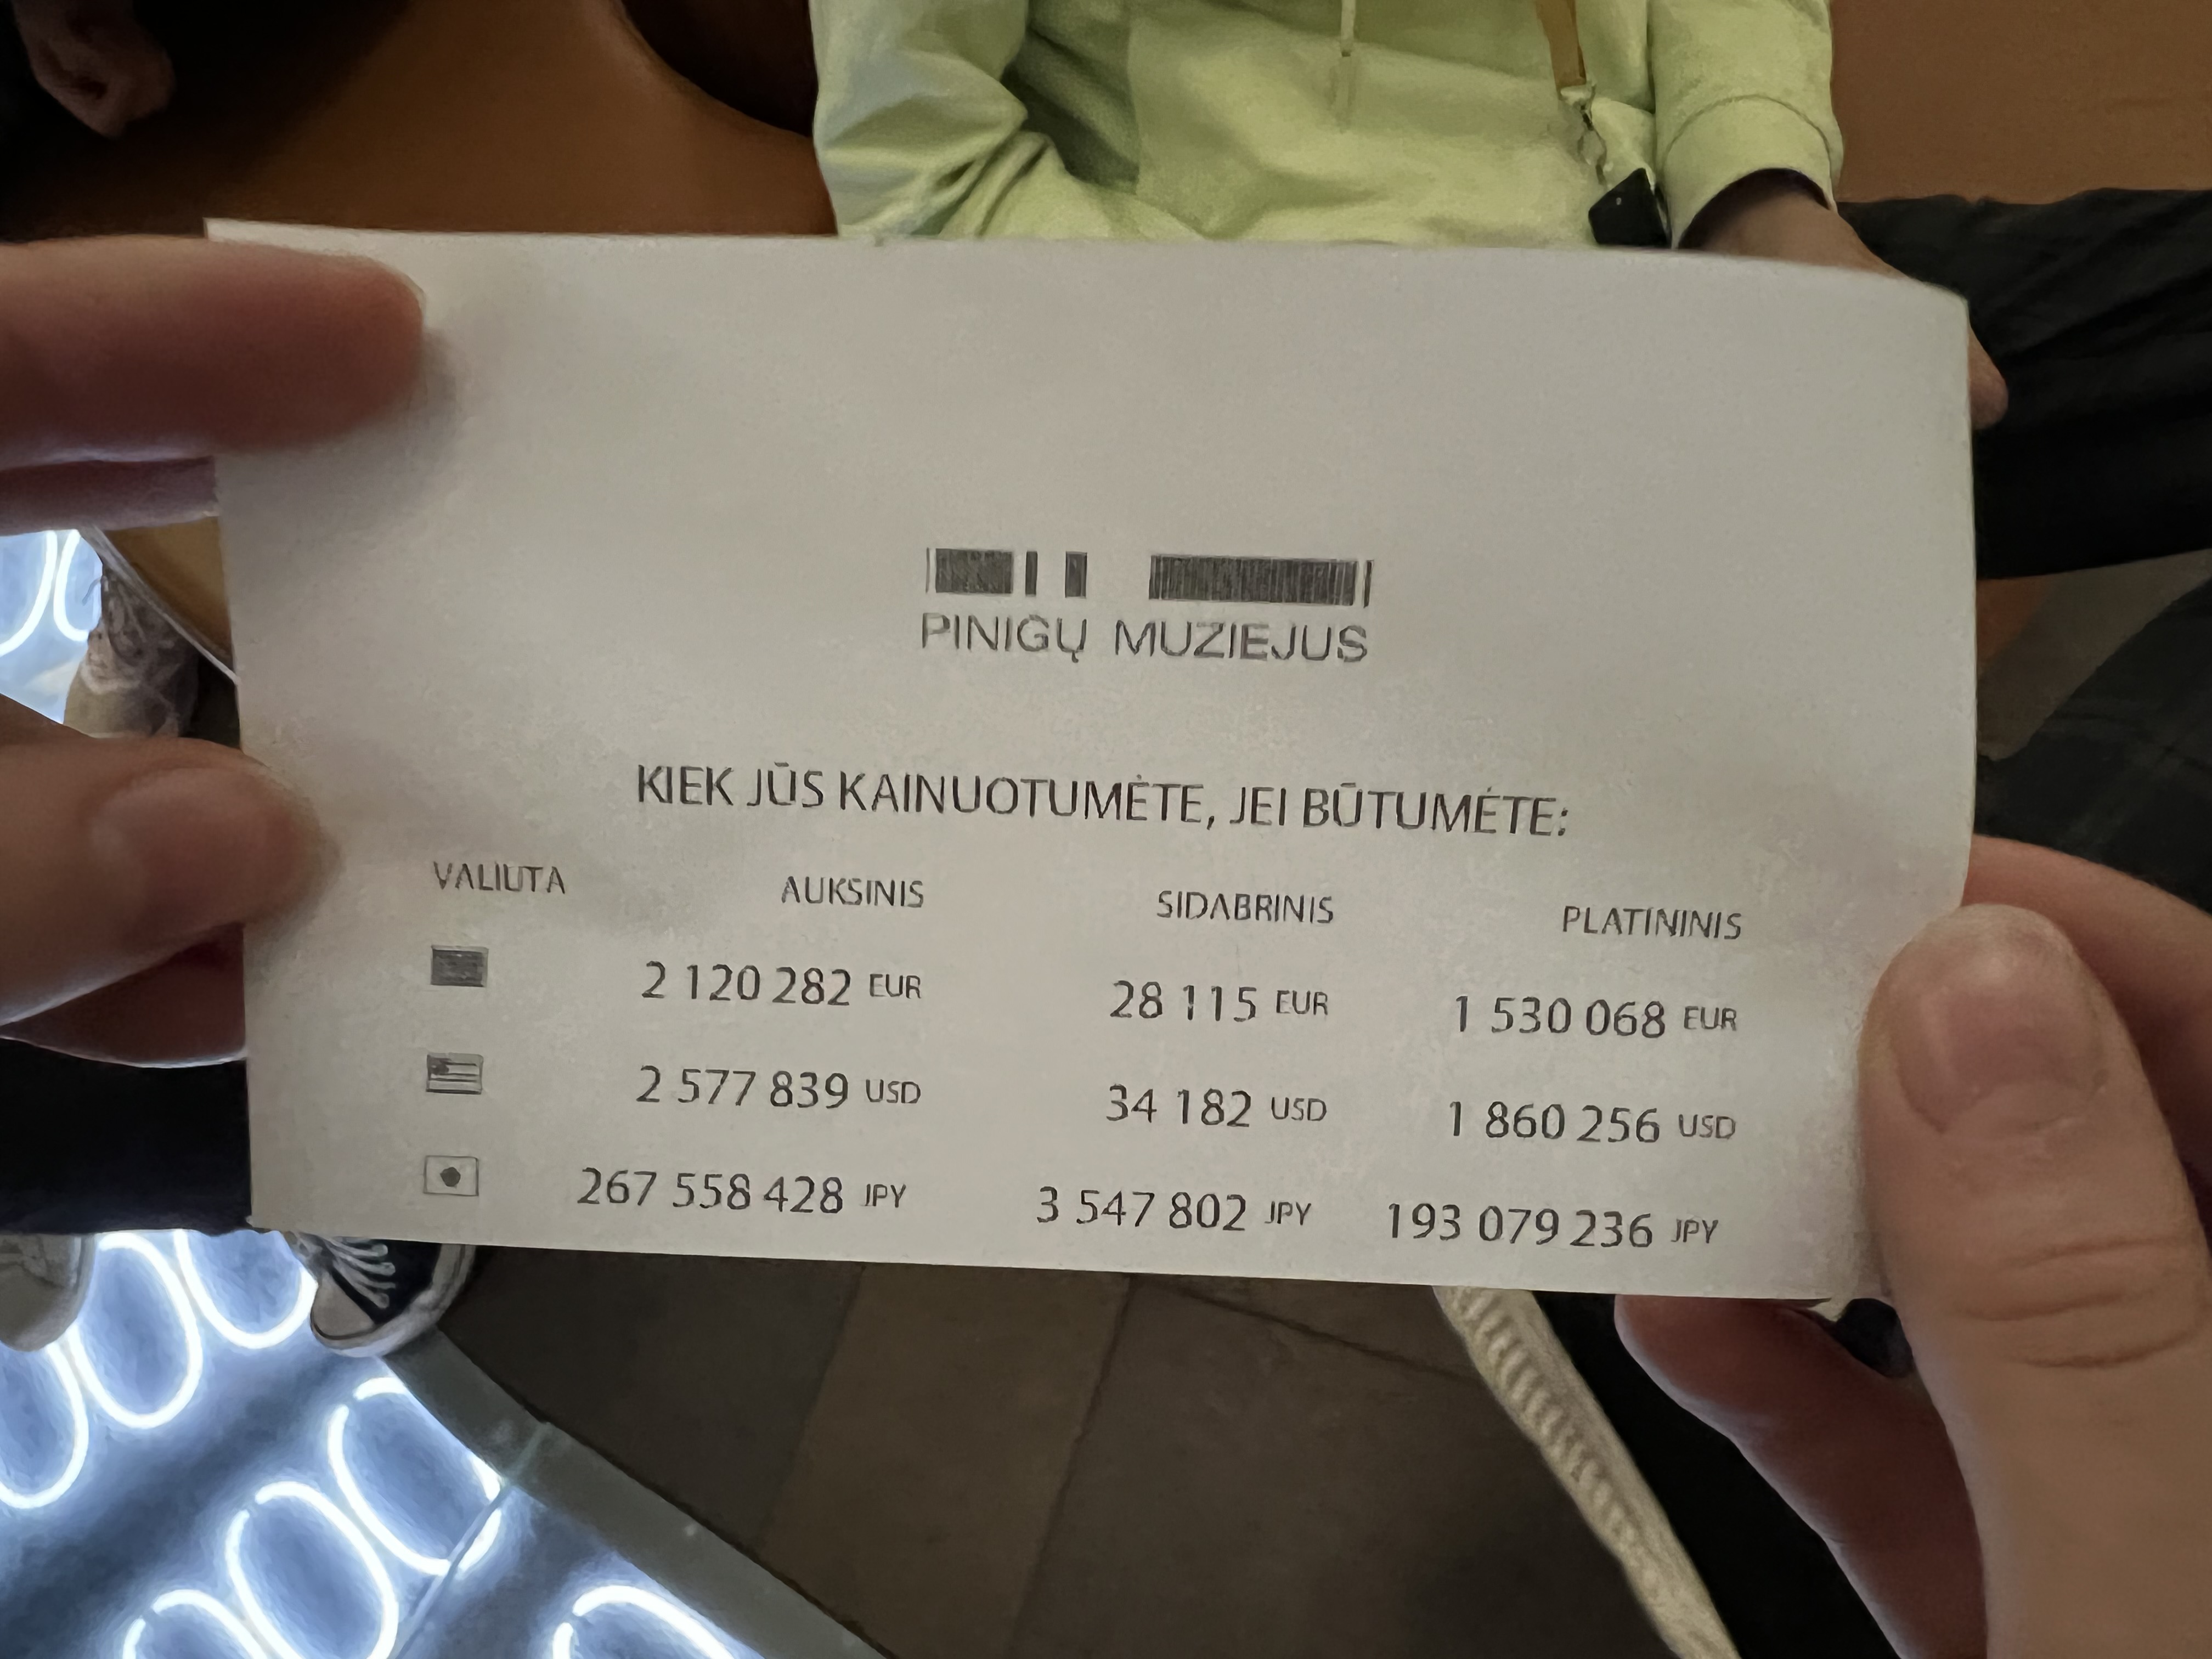 PINIGŲ MUZIEJUS
KIEK JŪS KAINUOTUMĖTE, JEI BŪTUMĖTE:
VALIUTA AUKSINIS SIDABRINIS PLATININIS
2 120 282 EUR 28 115 EUR 1 530 068 EUR
2 577 839 USD 34 182 USD 1 860 256 USD
267 558 428 JPY 3 547 802 JPY 193 079 236 JPY